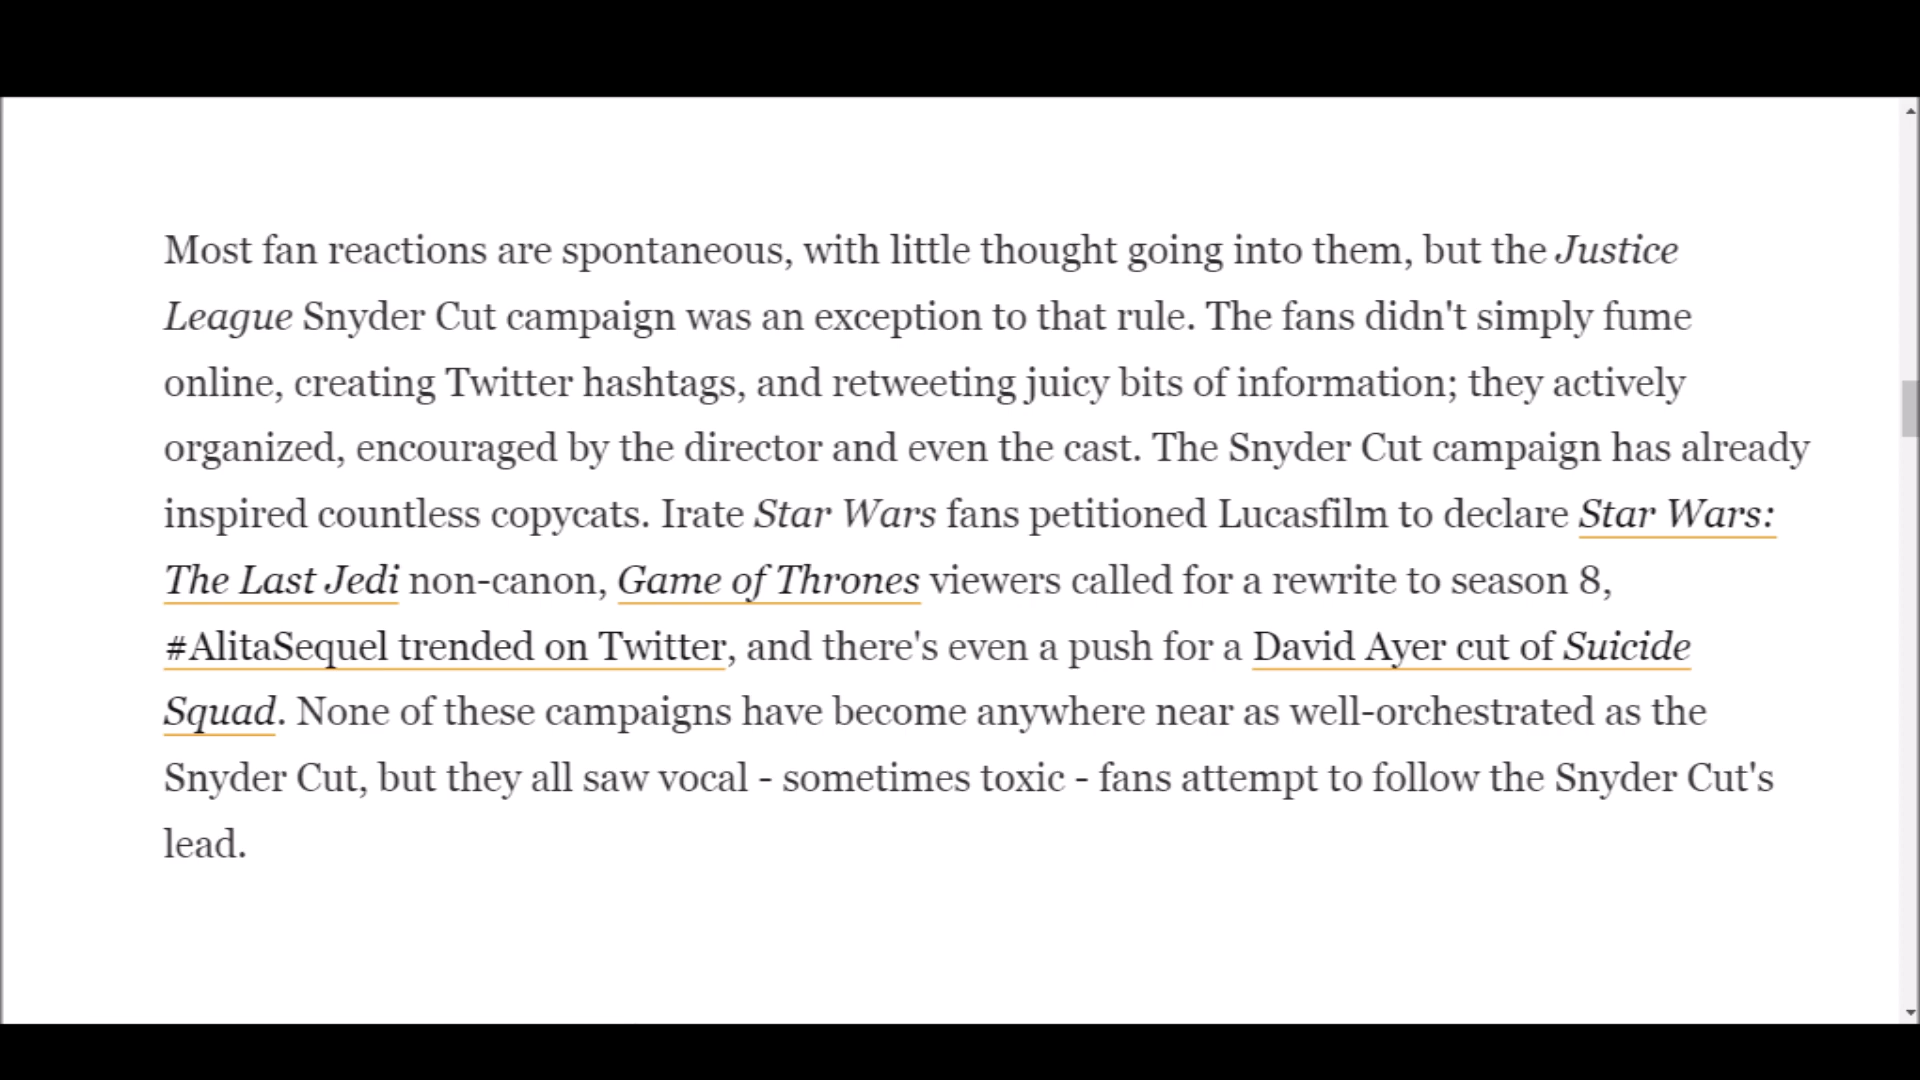 Most fan reactions are spontaneous, with little thought going into them, but the Justice
League Snyder Cut campaign was an exception to that rule. The fans didn't simply fume
online, creating Twitter hashtags, and retweeting juicy bits of information; they actively
organized, encouraged by the director and even the cast. The Snyder Cut campaign has already
inspired countless copycats. Irate Star Wars fans petitioned Lucasfilm to declare Star Wars:
The Last Jedi non-canon, Game of Thrones viewers called for a rewrite to season 8,
#AlitaSequel trended on Twitter, and there's even a push for a David Ayer cut of Suicide
Squad. None of these campaigns have become anywhere near as well-orchestrated as the
Snyder Cut, but they all saw vocal - sometimes toxic - fans attempt to follow the Snyder Cut's
lead.